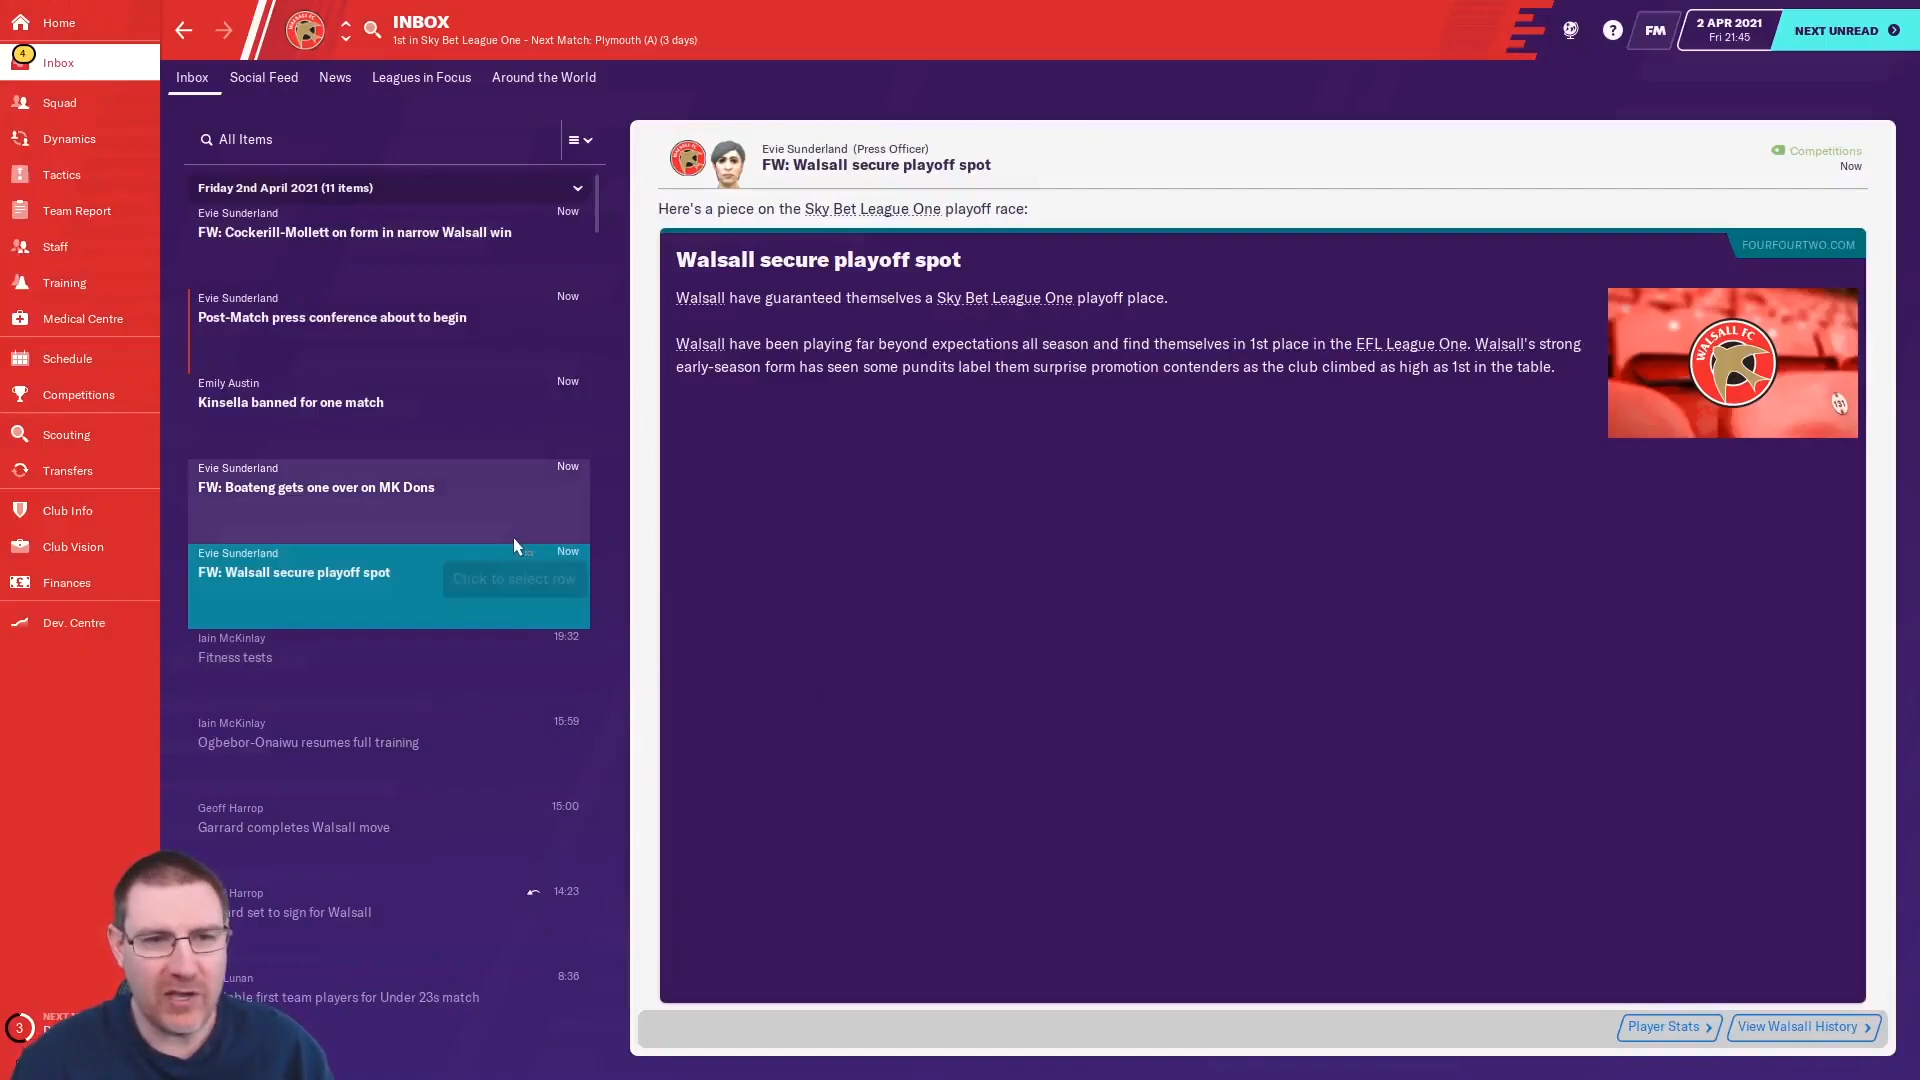 Home
4
Inbox
Squad
Dynamics
Tactics
Team Report
Staff
Training
Medical Centre
Schedule
Competitions
Scouting
Transfers
Club Info
Club Vision
Finances
Dev. Centre
3
NEXT
INBOX
1st in Sky Bet League One - Next Match: Plymouth (A) (3 days)
?
FM
2 APR 2021
Fri 21:45
NEXT UNREAD
Inbox
Social Feed
News
Leagues in Focus
Around the World
All Items
Friday 2nd April 2021 (11 items)
Evie Sunderland
Now
FW: Cockerill-Mollett on form in narrow Walsall win
Evie Sunderland
Now
Post-Match press conference about to begin
Emily Austin
Now
Kinsella banned for one match
Evie Sunderland
Now
FW: Boateng gets one over on MK Dons
Evie Sunderland
Now
FW: Walsall secure playoff spot
Click to select row
Iain McKinlay
19:32
Fitness tests
Iain McKinlay
15:59
Ogbebor-Onaiwu resumes full training
Geoff Harrop
15:00
Garrard completes Walsall move
Harrop
14:23
ard set to sign for Walsall
Lunan
8:36
able first team players for Under 23s match
Evie Sunderland (Press Officer)
FW: Walsall secure playoff spot
Competitions
Now
Here's a piece on the Sky Bet League One playoff race:
FOURFOURTWO.COM
Walsall secure playoff spot
Walsall have guaranteed themselves a Sky Bet League One playoff place.
Walsall have been playing far beyond expectations all season and find themselves in 1st place in the EFL League One. Walsall's strong
early-season form has seen some pundits label them surprise promotion contenders as the club climbed as high as 1st in the table.
WALSALL FC
131
Player Stats
View Walsall History